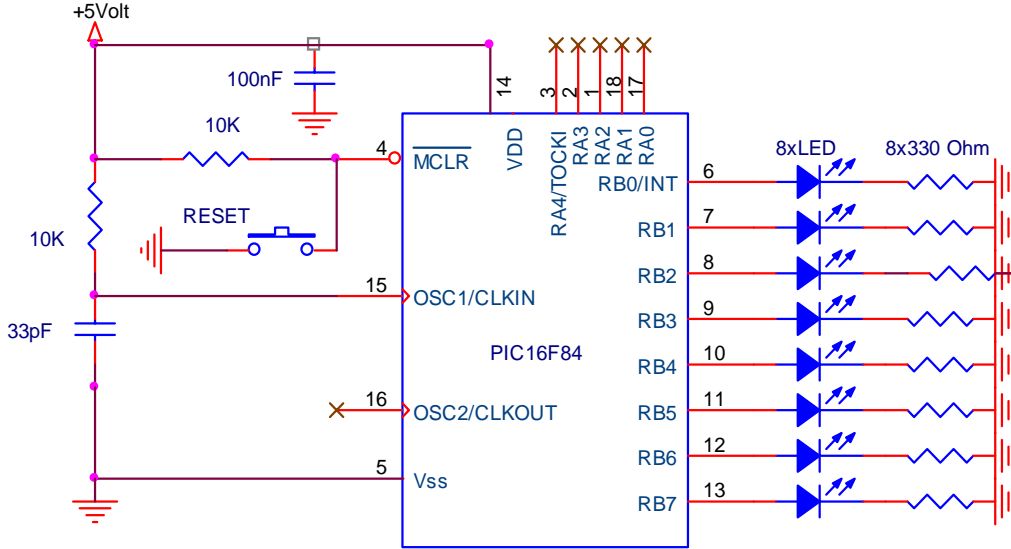 +5Volt
100nF
14
3
2
1
18
17
10K
4
MCLR
VDD
RA4/TOCKI
RA3
RA2
RA1
RA0
8xLED
8x330 Ohm
RB0/INT
6
RESET
RB1
7
10K
RB2
8
15
OSC1/CLKIN
RB3
9
33pF
PIC16F84
RB4
10
16
OSC2/CLKOUT
RB5
11
RB6
12
5
Vss
RB7
13